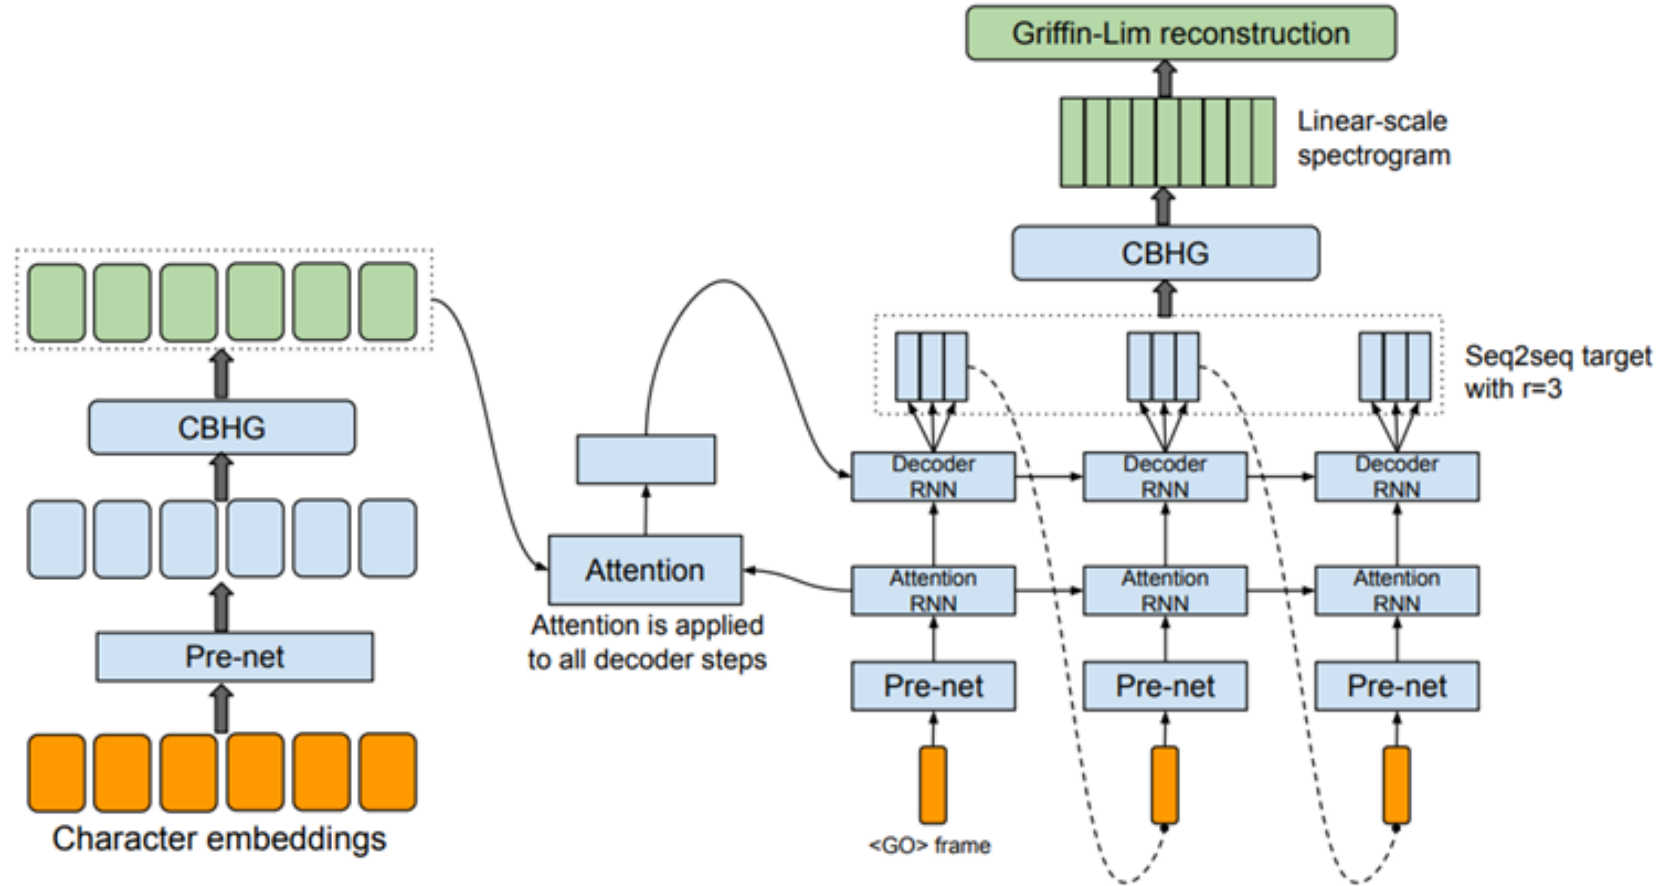 Griffin-Lim reconstruction
Linear-scale
spectrogram
CBHG
Seq2seq target
with r=3
CBHG
Pre-net
Character embeddings
Attention
Attention is applied
to all decoder steps
Decoder
RNN
Decoder
RNN
Decoder
RNN
Attention
RNN
Attention
RNN
Attention
RNN
Pre-net
Pre-net
Pre-net
<GO> frame